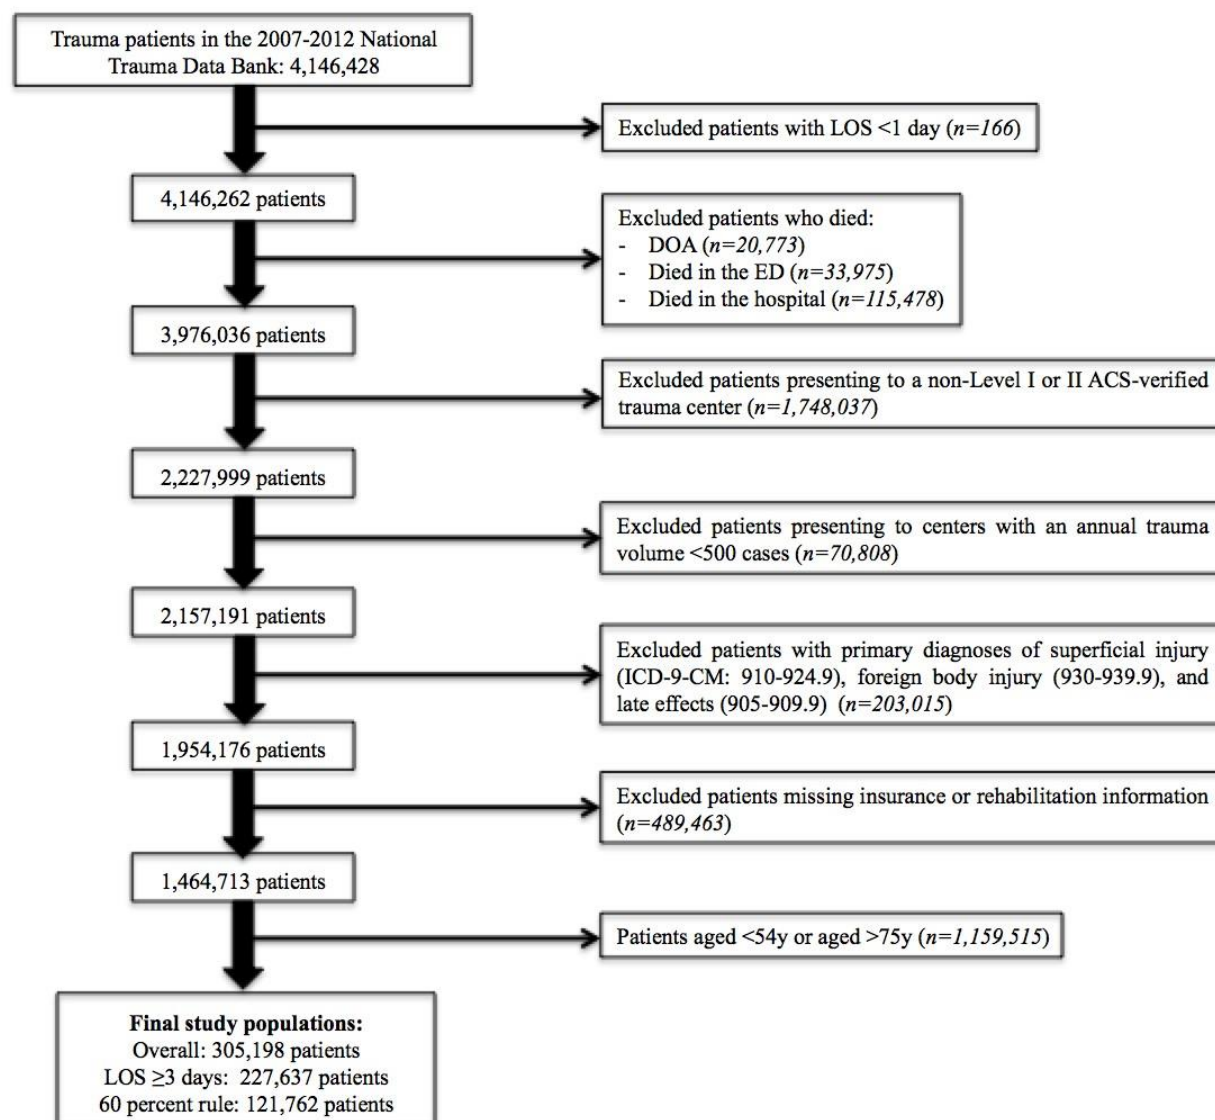 Trauma patients in the 2007-2012 National
Trauma Data Bank: 4,146,428
Excluded patients with LOS <1 day (n=166)
4,146,262 patients
Excluded patients who died:
- DOA (n=20,773)
- Died in the ED (n=33,975)
- Died in the hospital (n=115,478)
3,976,036 patients
Excluded patients presenting to a non-Level I or II ACS-verified
trauma center (n=1,748,037)
2,227,999 patients
Excluded patients presenting to centers with an annual trauma
volume <500 cases (n=70,808)
2,157,191 patients
Excluded patients with primary diagnoses of superficial injury
(ICD-9-CM: 910-924.9), foreign body injury (930-939.9), and
late effects (905-909.9) (n=203,015)
1,954,176 patients
Excluded patients missing insurance or rehabilitation information
(n=489,463)
1,464,713 patients
Patients aged <54y or aged >75y (n=1,159,515)
Final study populations:
Overall: 305,198 patients
LOS ≥3 days: 227,637 patients
60 percent rule: 121,762 patients